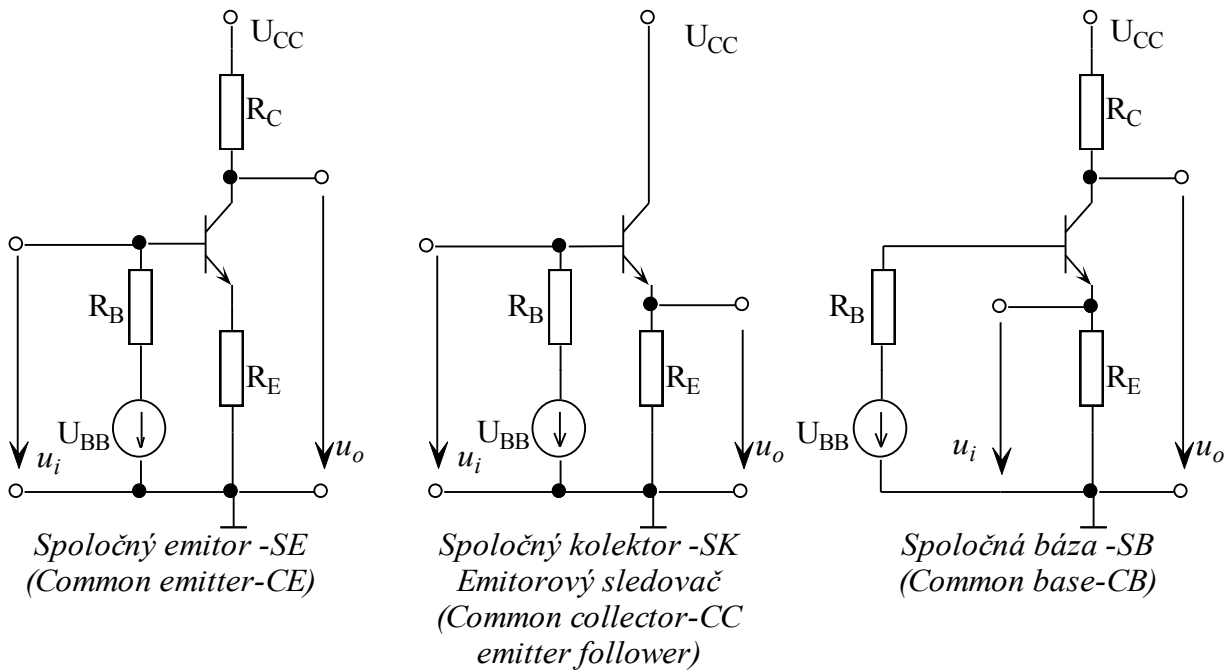 U_CC
R_C
R_B
R_E
U_BB
u_i
u_o
Spoločný emitor -SE
(Common emitter-CE)
U_CC
R_B
R_E
U_BB
u_i
u_o
Spoločný kolektor -SK
Emitorový sledovač
(Common collector-CC
emitter follower)
U_CC
R_C
R_B
R_E
U_BB
u_i
u_o
Spoločná báza -SB
(Common base-CB)